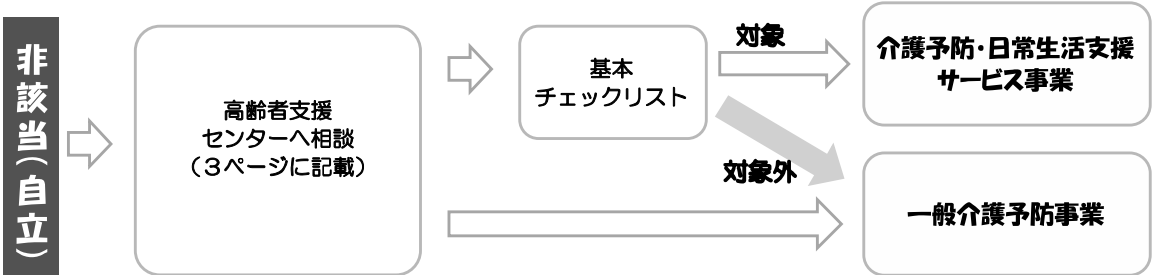 非該当(自立)
高齢者支援
センターへ相談
(3ページに記載)
基本
チェックリスト
対象
対象外
介護予防・日常生活支援
サービス事業
一般介護予防事業